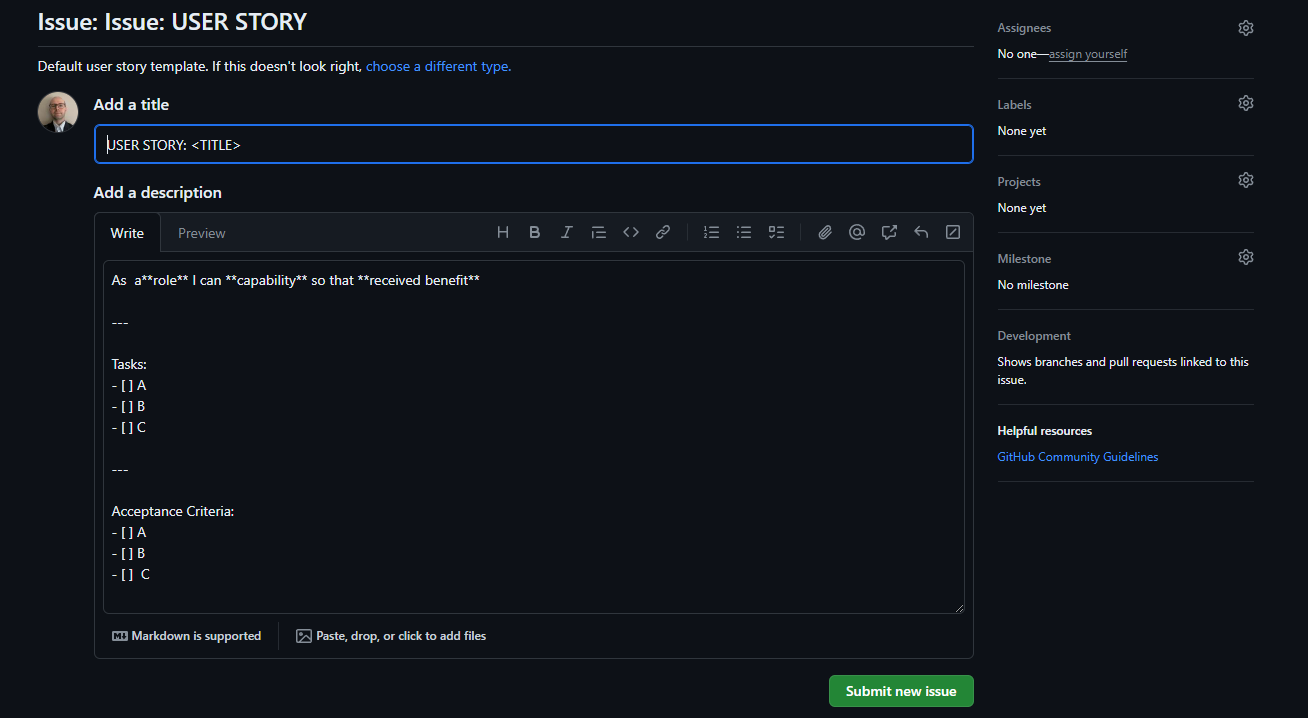 Issue: Issue: USER STORY
Default user story template. If this doesn't look right, choose a different type.
Add a title
USER STORY: <TITLE>
Add a description
Write
Preview
As  a**role** I can **capability** so that **received benefit**
---
Tasks:
- [ ] A
- [ ] B
- [ ] C
---
Acceptance Criteria:
- [ ] A
- [ ] B
- [ ]  C
Markdown is supported
Paste, drop, or click to add files
Submit new issue
Assignees
No one—assign yourself
Labels
None yet
Projects
None yet
Milestone
No milestone
Development
Shows branches and pull requests linked to this
issue.
Helpful resources
GitHub Community Guidelines